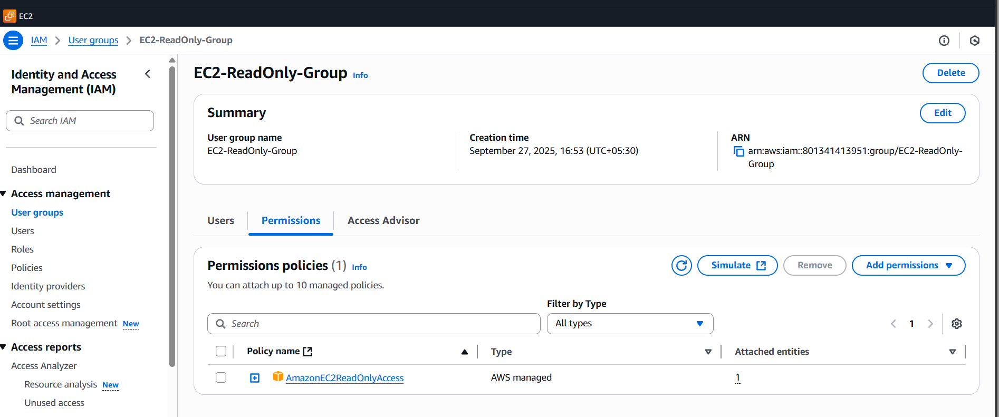 EC2
IAM > User groups > EC2-ReadOnly-Group
Identity and Access
Management (IAM)
Search IAM
Dashboard
Access management
User groups
Users
Roles
Policies
Identity providers
Account settings
Root access management New
Access reports
Access Analyzer
Resource analysis New
Unused access
EC2-ReadOnly-Group Info
Delete
Summary
Edit
User group name
EC2-ReadOnly-Group
Creation time
September 27, 2025, 16:53 (UTC+05:30)
ARN
arn:aws:iam::801341413951:group/EC2-ReadOnly-
Group
Users
Permissions
Access Advisor
Permissions policies (1) Info
Simulate
Remove
Add permissions
You can attach up to 10 managed policies.
Filter by Type
Search
All types
1
Policy name
Type
Attached entities
AmazonEC2ReadOnlyAccess
AWS managed
1